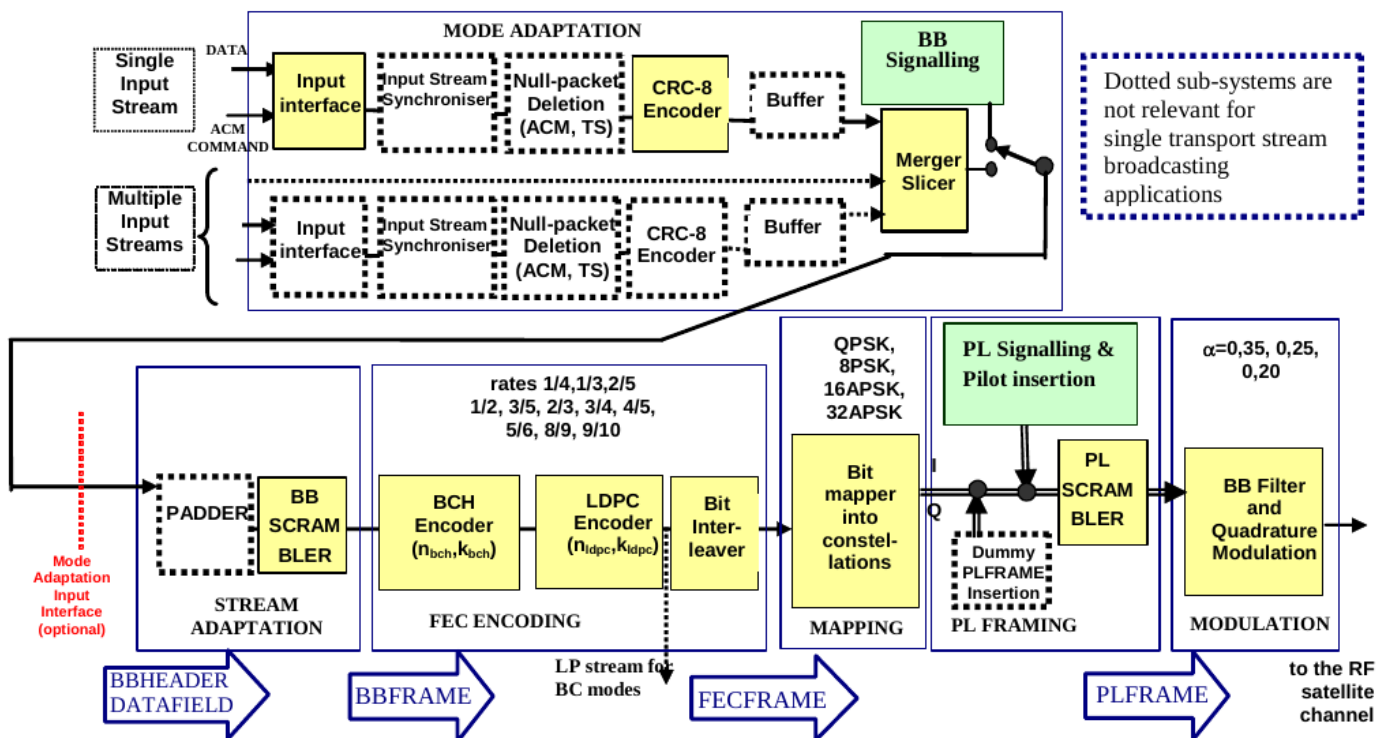 MODE ADAPTATION
DATA
Single
Input
Stream
ACM
COMMAND
Input
interface
Input Stream
Synchroniser
Null-packet
Deletion
(ACM, TS)
CRC-8
Encoder
Buffer
BB
Signalling
Merger
Slicer
Dotted sub-systems are
not relevant for
single transport stream
broadcasting
applications
Multiple
Input
Streams
Input
interface
Input Stream
Synchroniser
Null-packet
Deletion
(ACM, TS)
CRC-8
Encoder
Buffer
Mode
Adaptation
Input
Interface
(optional)
PADDER
BB
SCRAM
BLER
STREAM
ADAPTATION
rates 1/4,1/3,2/5
1/2, 3/5, 2/3, 3/4, 4/5,
5/6, 8/9, 9/10
BCH
Encoder
(nbch,kbch)
LDPC
Encoder
(nldpc,kldpc)
Bit
Inter-
leaver
FEC ENCODING
LP stream for
BC modes
QPSK,
8PSK,
16APSK,
32APSK
Bit
mapper
into
constel-
lations
MAPPING
I
Q
PL Signalling &
Pilot insertion
Dummy
PLFRAME
Insertion
PL
SCRAM
BLER
PL FRAMING
α=0,35, 0,25,
0,20
BB Filter
and
Quadrature
Modulation
MODULATION
BBHEADER
DATAFIELD
BBFRAME
FECFRAME
PLFRAME
to the RF
satellite
channel